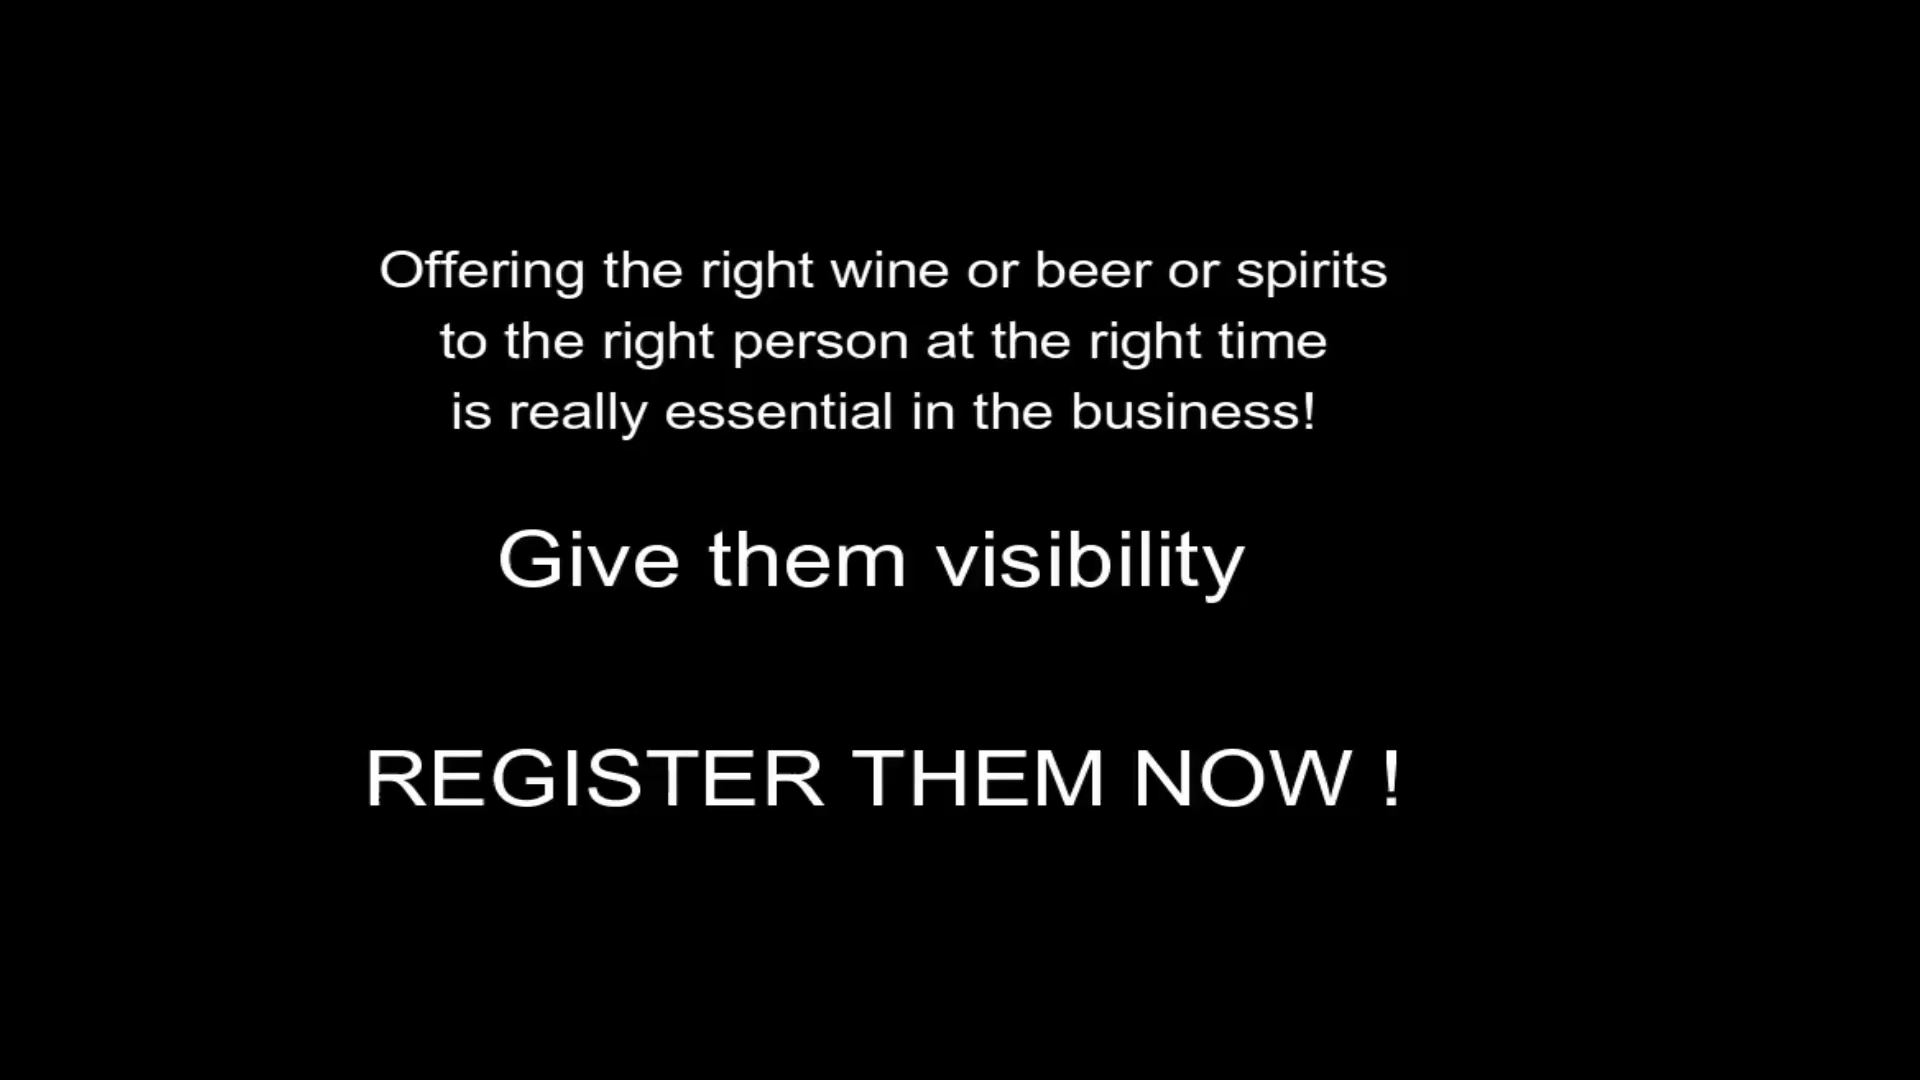 Offering the right wine or beer or spirits
to the right person at the right time
is really essential in the business!
Give them visibility
REGISTER THEM NOW !